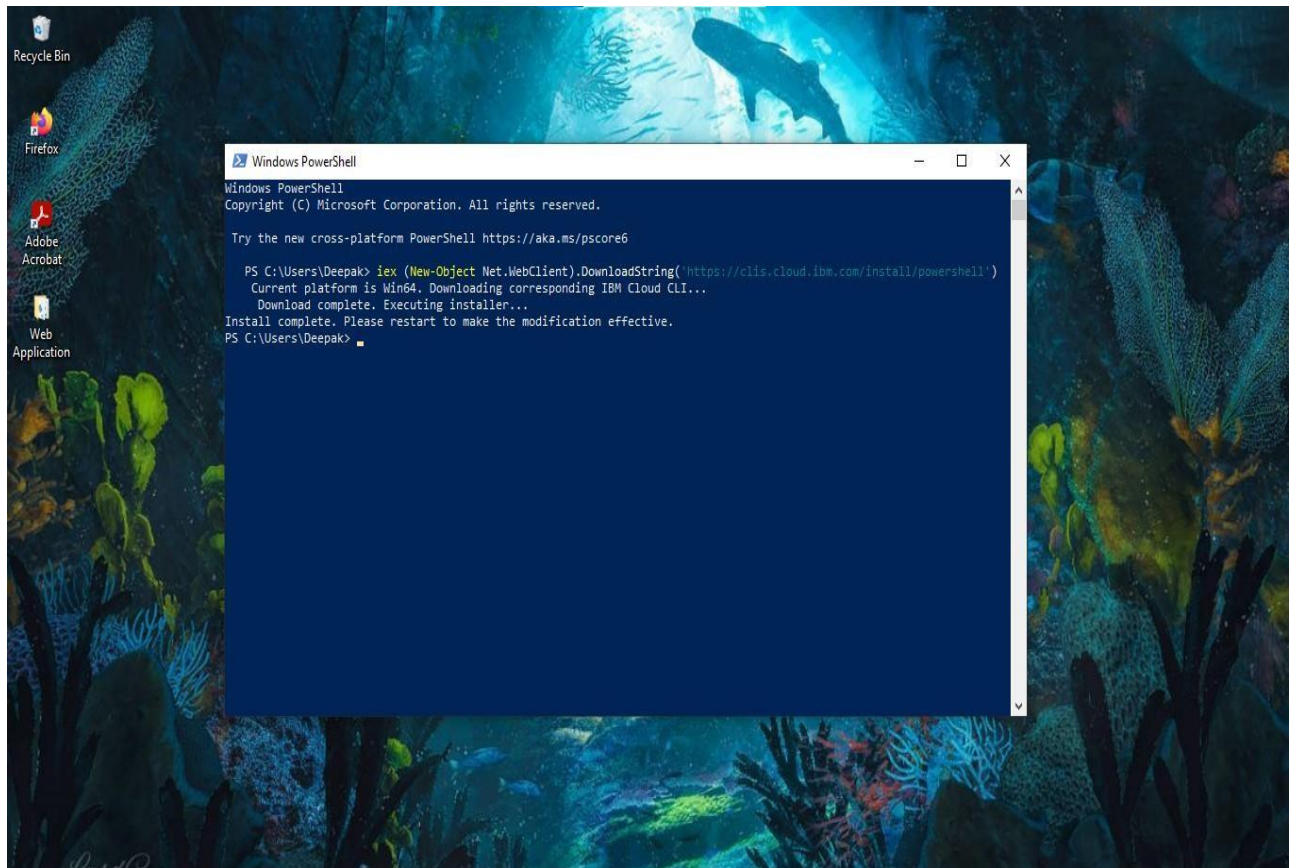 Recycle Bin
Firefox
Adobe
Acrobat
Web
Application
Windows PowerShell
Windows PowerShell
Copyright (C) Microsoft Corporation. All rights reserved.
Try the new cross-platform PowerShell https://aka.ms/pscore6
PS C:\Users\Deepak> iex (New-Object Net.WebClient).DownloadString('https://clis.cloud.ibm.com/install/powershell')
Current platform is Win64. Downloading corresponding IBM Cloud CLI...
Download complete. Executing installer...
Install complete. Please restart to make the modification effective.
PS C:\Users\Deepak>